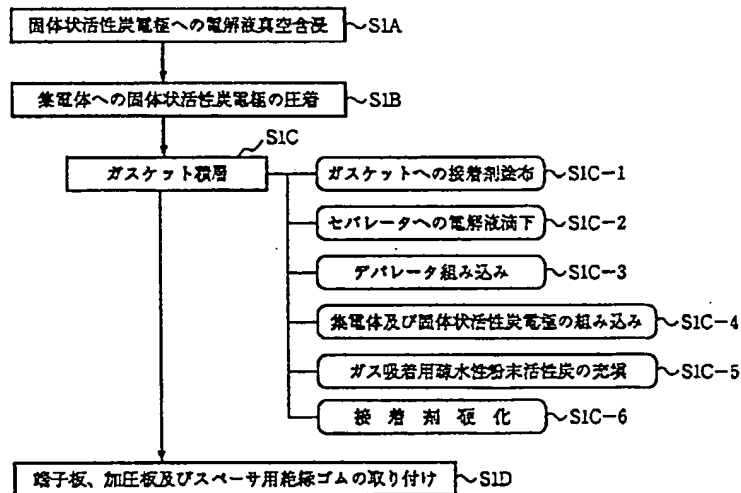 固体状活性炭電極への電解液真空含浸 S1A
集電体への固体状活性炭電極の圧着 S1B
S1C
ガスケット積層
ガスケットへの接着剤塗布 S1C-1
セパレータへの電解液滴下 S1C-2
デパレータ組み込み S1C-3
集電体及び固体状活性炭電極の組み込み S1C-4
ガス吸着用疎水性粉末活性炭の充填 S1C-5
接着剤硬化 S1C-6
端子板、加圧板及びスペーサ用絶縁ゴムの取り付け S1D